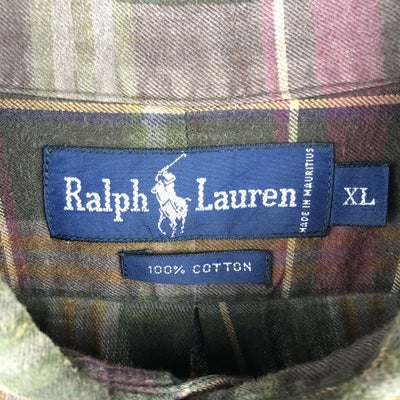 Ralph Lauren
MADE IN MAURITIUS
XL
100% COTTON